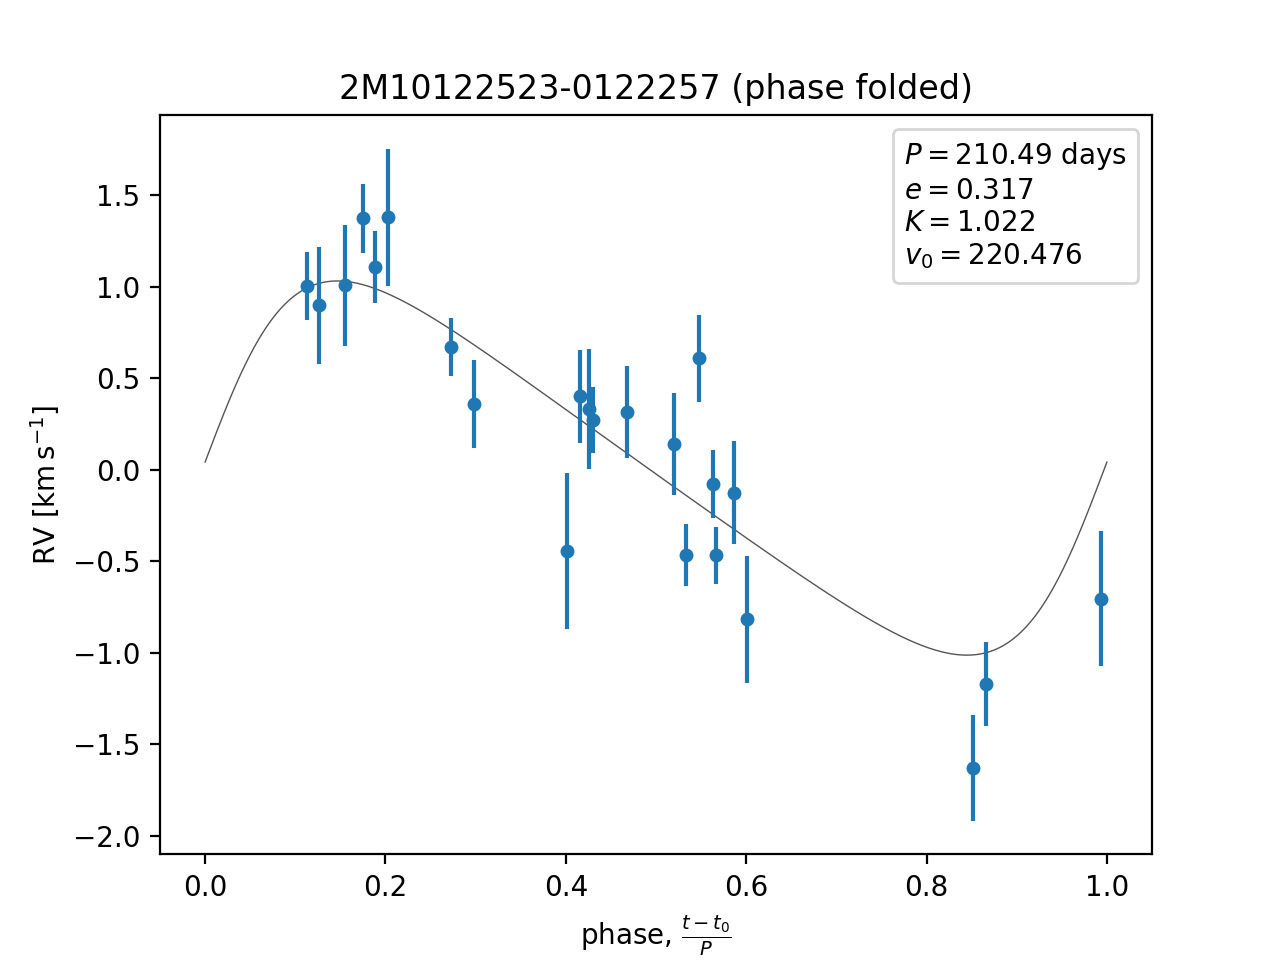 2M10122523-0122257 (phase folded)
P = 210.49 days
e = 0.317
K = 1.022
v₀ = 220.476
RV [km s⁻¹]
1.5
1.0
0.5
0.0
−0.5
−1.0
−1.5
−2.0
0.0 0.2 0.4 0.6 0.8 1.0
phase, (t − t₀)/P